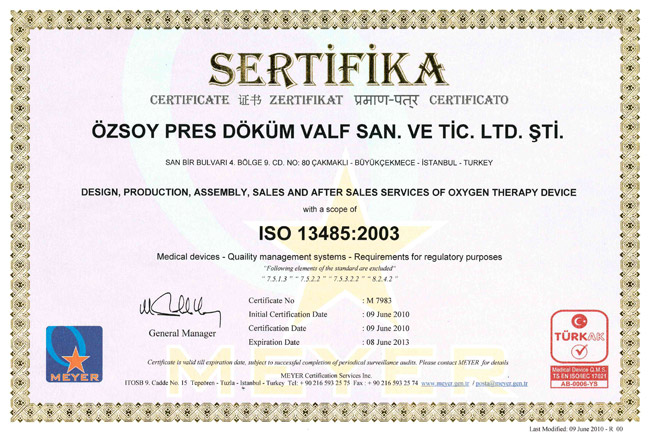 SERTİFİKA
CERTIFICATE 证书 ZERTIFIKAT प्रमाण-पत्र CERTIFICATO
ÖZSOY PRES DÖKÜM VALF SAN. VE TİC. LTD. ŞTİ.
SAN BİR BULVARI 4. BÖLGE 9. CD. NO: 80 ÇAKMAKLI - BÜYÜKÇEKMECE - İSTANBUL - TURKEY
DESIGN, PRODUCTION, ASSEMBLY, SALES AND AFTER SALES SERVICES OF OXYGEN THERAPY DEVICE
with a scope of
ISO 13485:2003
Medical devices - Quaility management systems - Requirements for regulatory purposes
"Following elements of the standard are excluded"
"7.5.1.3" "7.5.2.2" "7.5.3.2.2" "8.2.4.2"
Certificate No : M 7983
Initial Certification Date : 09 June 2010
Certification Date : 09 June 2010
Expiration Date : 08 June 2013
General Manager
MEYER
TÜRKAK
Medical Device Q.M.S.
TS EN ISO/IEC 17021
AB-0006-YS
Certificate is valid till expiration date, subject to successful completion of periodical surveillance audits. Please contact MEYER for details
MEYER Certification Services Inc.
ITOSB 9. Cadde No. 15 Tepeören - Tuzla - Istanbul - Turkey Tel: + 90 216 593 25 75 Fax : + 90 216 593 25 74 www.meyer.gen.tr / posta@meyer.gen.tr
MEYER
Last Modified: 09 June 2010 - R 00